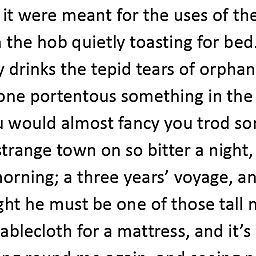 it were meant for the uses of the
the hob quietly toasting for bed.
drinks the tepid tears of orphan
one portentous something in the
would almost fancy you trod
strange town on so bitter a night,
morning; a three years’ voyage,
he must be one of those tall
tablecloth for a mattress, and it’s